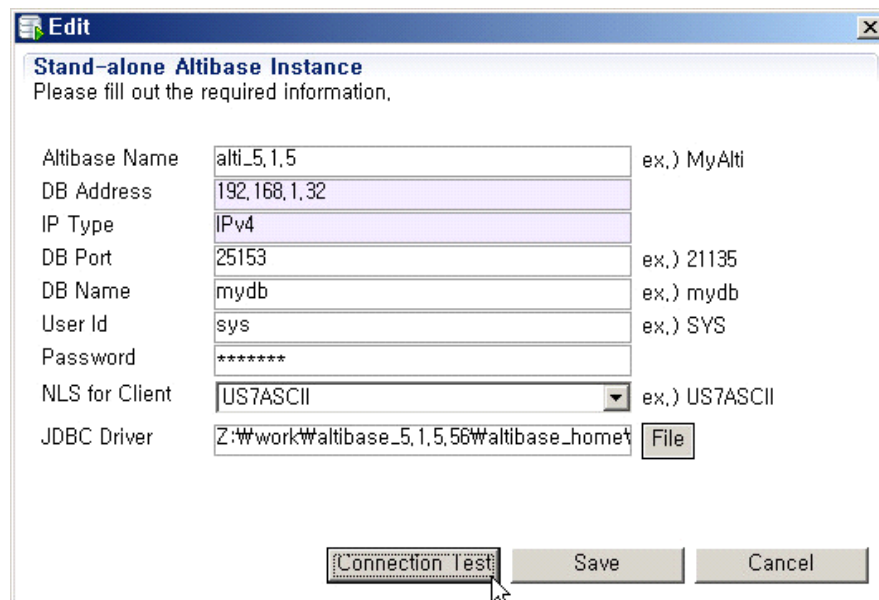 Edit
Stand-alone Altibase Instance
Please fill out the required information,
Altibase Name alti_5,1,5 ex,) MyAlti
DB Address 192,168,1,32
IP Type IPv4
DB Port 25153 ex,) 21135
DB Name mydb ex,) mydb
User Id sys ex,) SYS
Password *******
NLS for Client US7ASCII ex,) US7ASCII
JDBC Driver Z:₩work₩altibase_5,1,5,56₩altibase_home₩ File
Connection Test Save Cancel